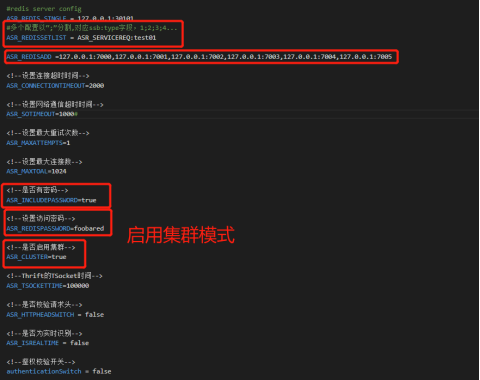 #redis server config
ASR_REDIS_SINGLE = 127.0.0.1:30101
#多个配置以";"分割,对应ssb:type字段，1;2;3;4...
ASR_REDISSETLIST = ASR_SERVICEREQ:test01
ASR_REDISADD =127.0.0.1:7000,127.0.0.1:7001,127.0.0.1:7002,127.0.0.1:7003,127.0.0.1:7004,127.0.0.1:7005
<!--设置连接超时时间-->
ASR_CONNECTIONTIMEOUT=2000
<!--设置网络通信超时时间-->
ASR_SOTIMEOUT=1000#
<!--设置最大重试次数-->
ASR_MAXATTEMPTS=1
<!--设置最大连接数-->
ASR_MAXTOAL=1024
<!--是否有密码-->
ASR_INCLUDEPASSWORD=true
<!--设置访问密码-->
ASR_REDISPASSWORD=foobared
启用集群模式
<!--是否启用集群-->
ASR_CLUSTER=true
<!--Thrift的TSocket时间-->
ASR_TSOCKETTIME=100000
<!--是否校验请求头-->
ASR_HTTPHEADSWITCH = false
<!--是否为实时识别-->
ASR_ISREALTIME = false
<!--鉴权校验开关-->
authenticationSwitch = false